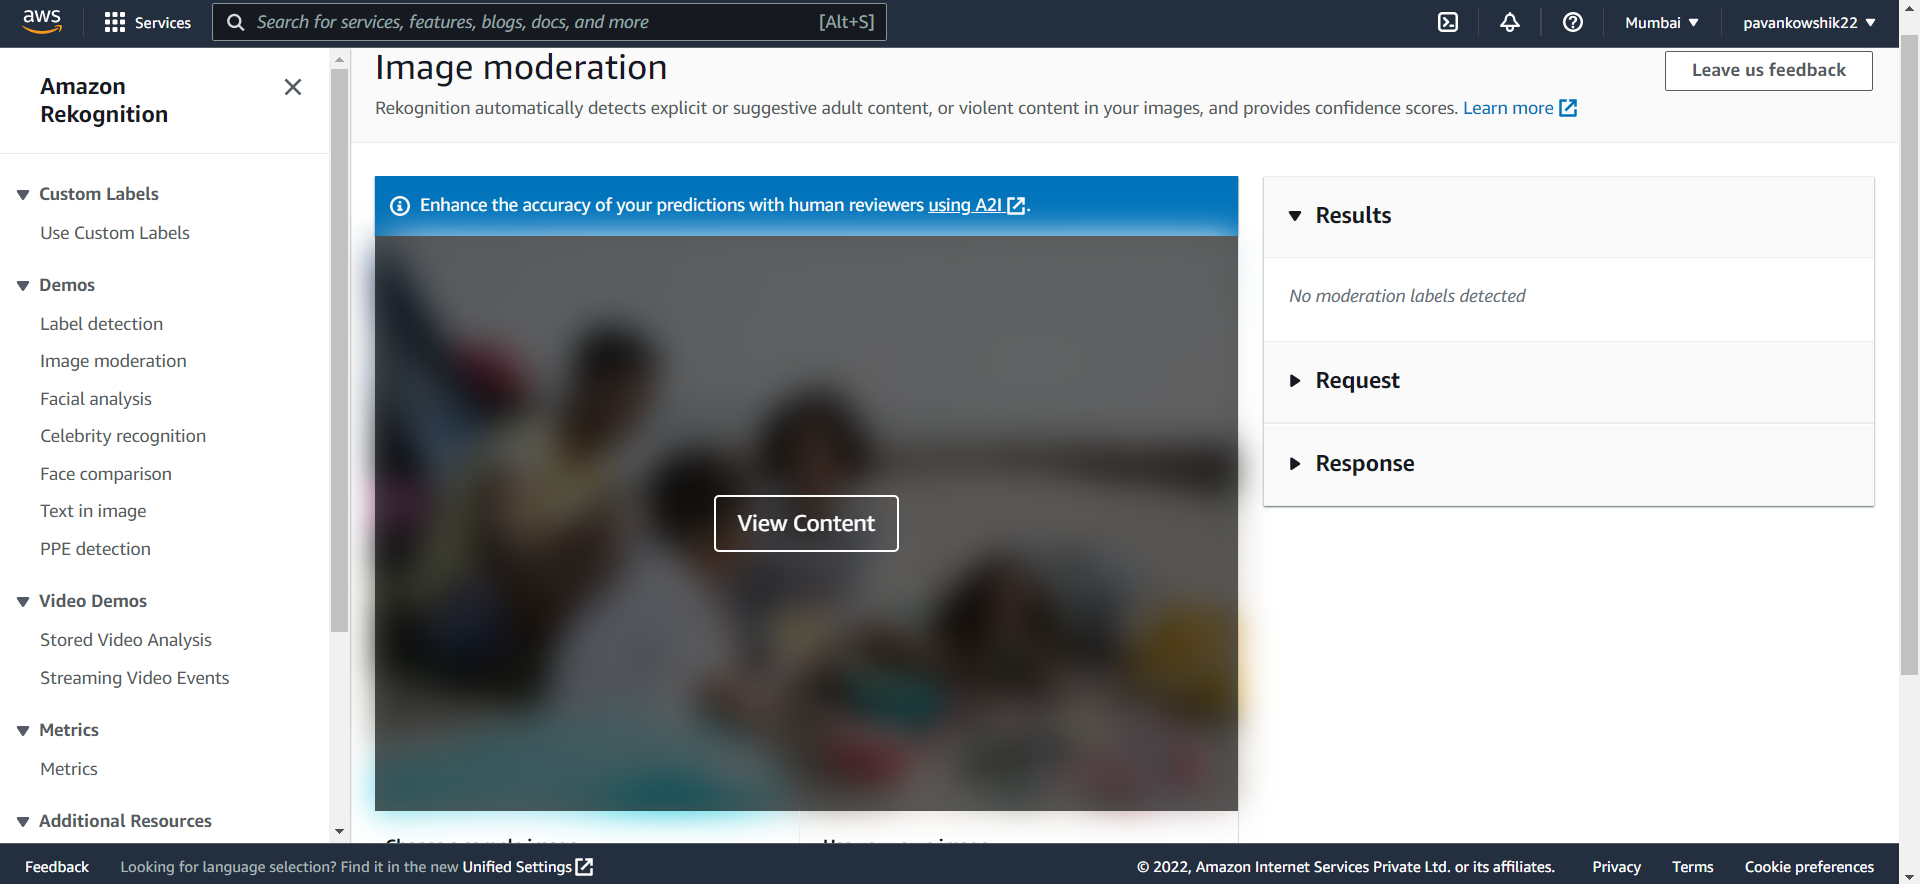 aws
Services
Search for services, features, blogs, docs, and more [Alt+S]
Mumbai
pavankowshik22
Amazon
Rekognition
Custom Labels
Use Custom Labels
Demos
Label detection
Image moderation
Facial analysis
Celebrity recognition
Face comparison
Text in image
PPE detection
Video Demos
Stored Video Analysis
Streaming Video Events
Metrics
Metrics
Additional Resources
Image moderation
Leave us feedback
Rekognition automatically detects explicit or suggestive adult content, or violent content in your images, and provides confidence scores. Learn more
Enhance the accuracy of your predictions with human reviewers using A2I.
View Content
Results
No moderation labels detected
Request
Response
Feedback
Looking for language selection? Find it in the new Unified Settings
© 2022, Amazon Internet Services Private Ltd. or its affiliates.
Privacy
Terms
Cookie preferences